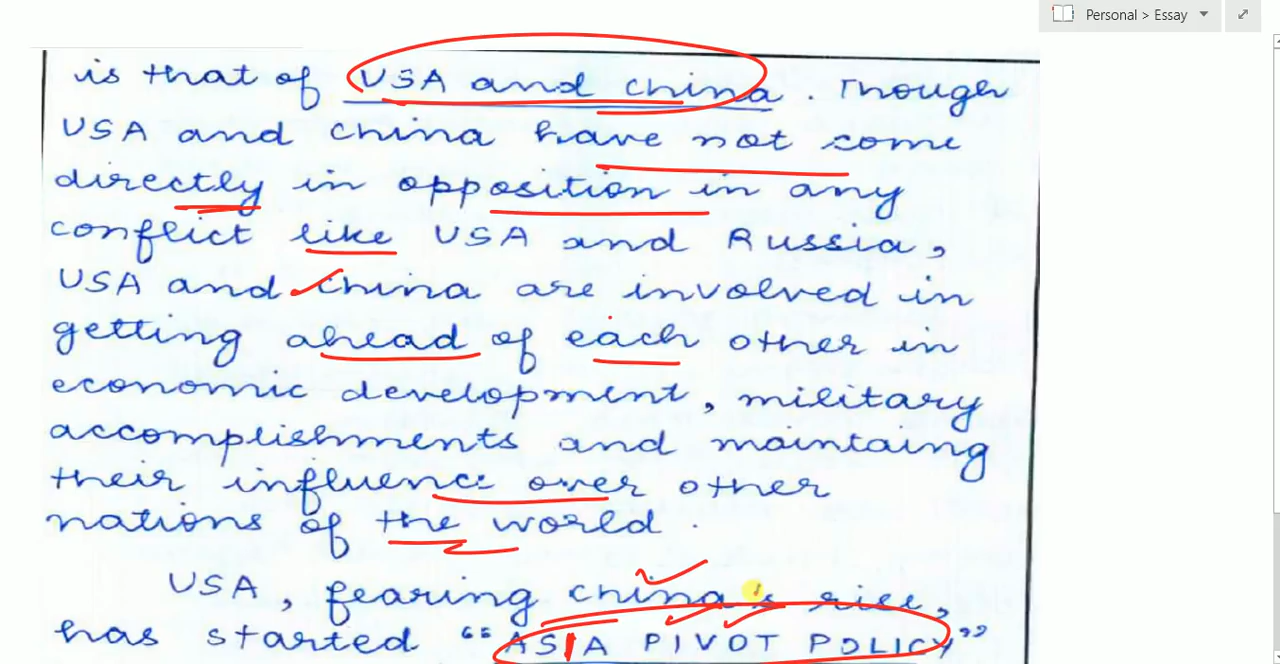 Personal > Essay
is that of USA and China. Though
USA and China have not come
directly in opposition in any
conflict like USA and Russia,
USA and China are involved in
getting ahead of each other in
economic development, military
accomplishments and maintaing
their influence over other
nations of the world.
USA, fearing China's rise,
has started "ASIA PIVOT POLICY"